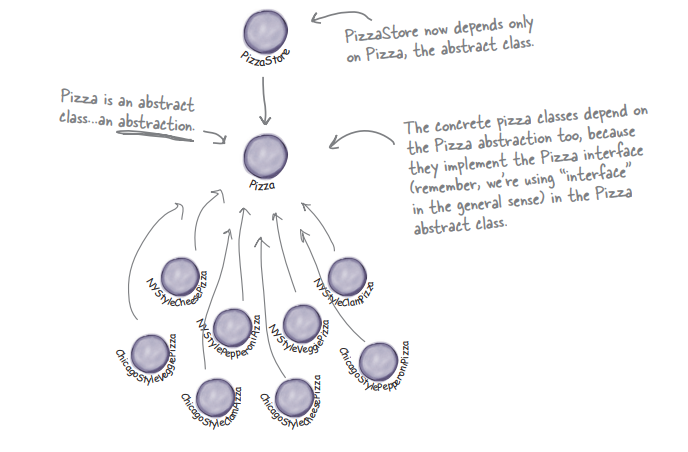 PizzaStore
PizzaStore now depends only
on Pizza, the abstract class.
Pizza is an abstract
class...an abstraction.
Pizza
The concrete pizza classes depend on
the Pizza abstraction too, because
they implement the Pizza interface
(remember, we're using "interface"
in the general sense) in the Pizza
abstract class.
NYStyleCheesePizza
NYStyleClamPizza
NYStylePepperoniPizza
NYStyleVeggiePizza
ChicagoStyleVeggiePizza
ChicagoStylePepperoniPizza
ChicagoStyleClamPizza
ChicagoStyleCheesePizza